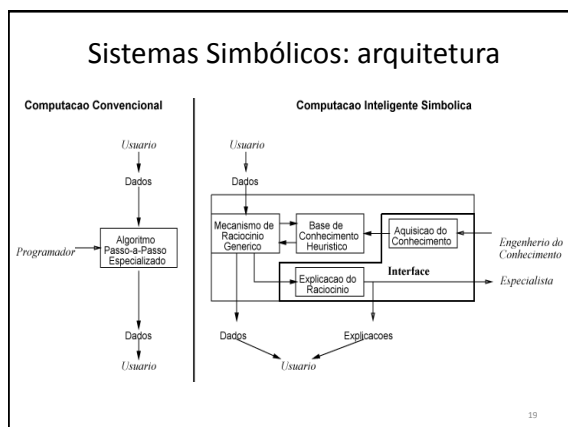 Sistemas Simbólicos: arquitetura
Computacao Convencional
Usuario
Dados
Programador
Algoritmo
Passo-a-Passo
Especializado
Dados
Usuario
Computacao Inteligente Simbolica
Usuario
Dados
Mecanismo de
Raciocinio
Generico
Base de
Conhecimento
Heuristico
Aquisicao do
Conhecimento
Engenherio do
Conhecimento
Explicacao do
Raciocinio
Interface
Especialista
Dados
Explicacoes
Usuario
19